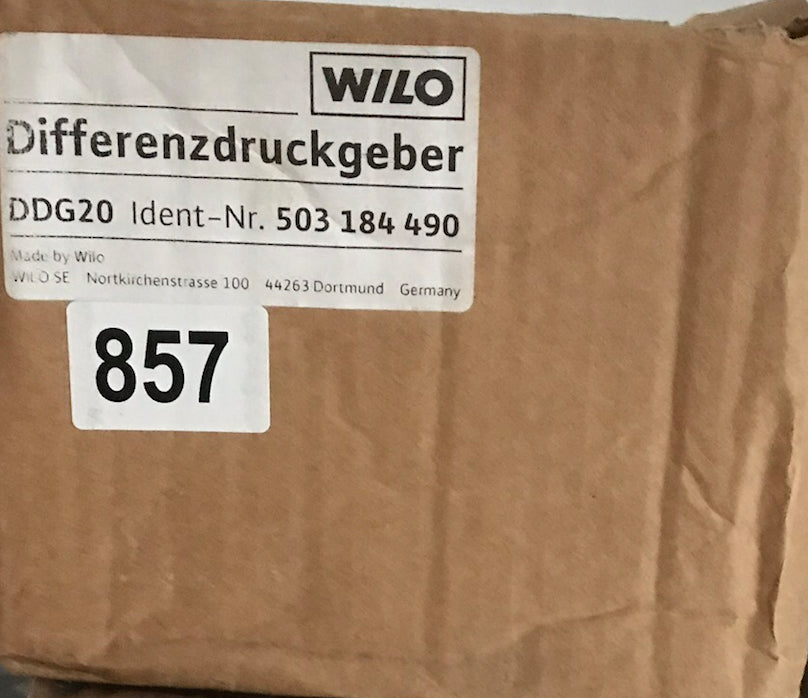 WILO
Differenzdruckgeber
DDG20 Ident-Nr. 503 184 490
Made by Wilo
WILO SE Nortkirchenstrasse 100 44263 Dortmund Germany
857